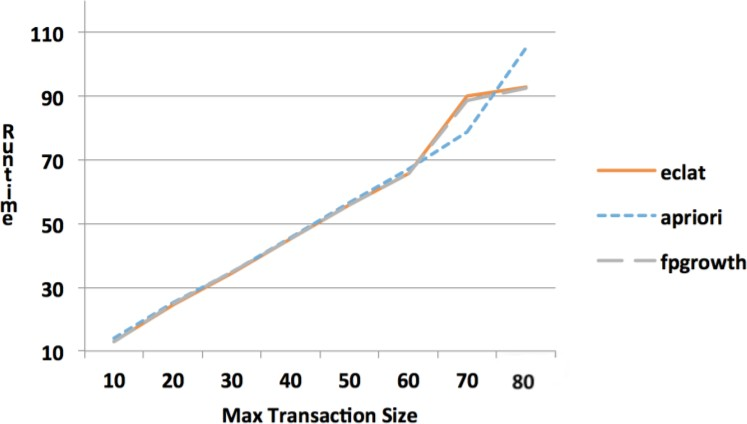 110
90
70
50
30
10
Runtime
10 20 30 40 50 60 70 80
Max Transaction Size
eclat
apriori
fpgrowth